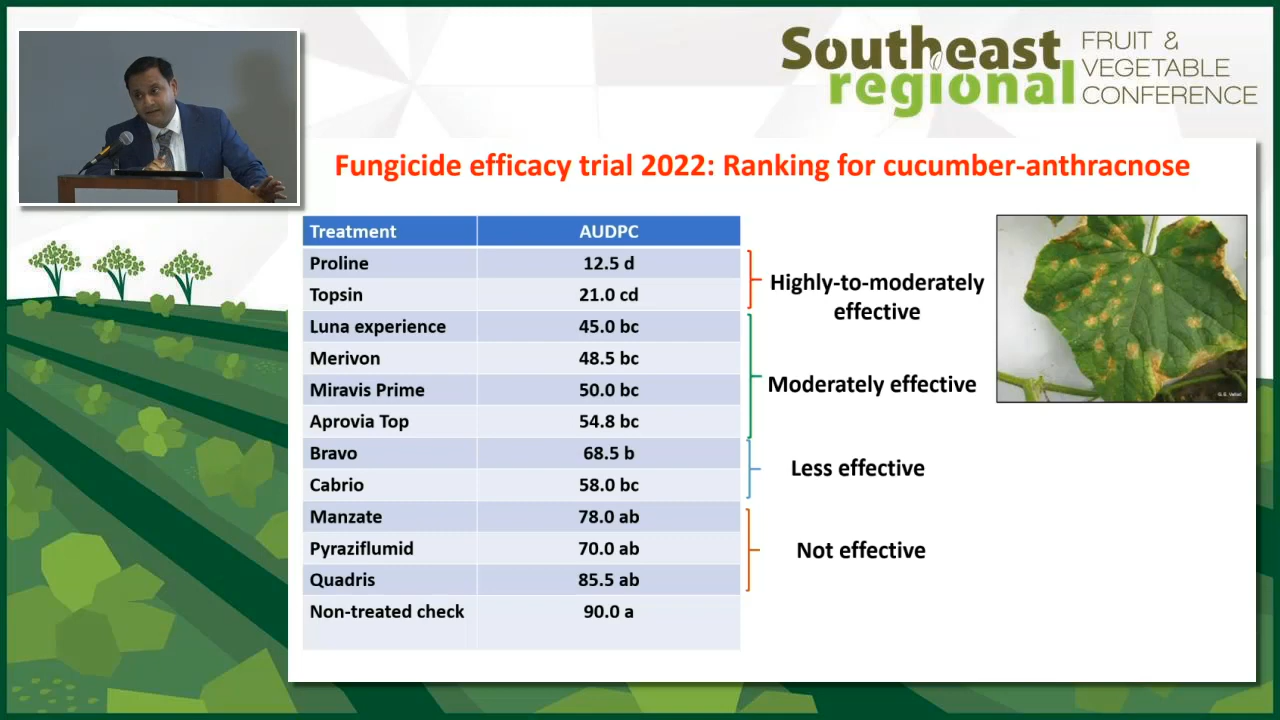 Southeast
regional
FRUIT &
VEGETABLE
CONFERENCE
Fungicide efficacy trial 2022: Ranking for cucumber-anthracnose
Treatment AUDPC
Proline 12.5 d
Topsin 21.0 cd
Luna experience 45.0 bc
Merivon 48.5 bc
Miravis Prime 50.0 bc
Aprovia Top 54.8 bc
Bravo 68.5 b
Cabrio 58.0 bc
Manzate 78.0 ab
Pyraziflumid 70.0 ab
Quadris 85.5 ab
Non-treated check 90.0 a
Highly-to-moderately
effective
Moderately effective
Less effective
Not effective